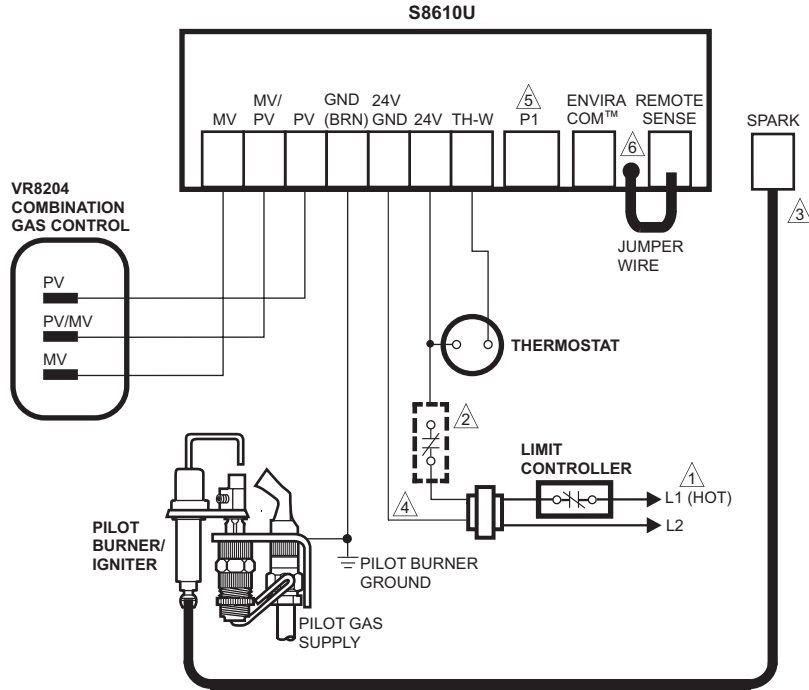 S8610U
MV
MV/
PV
PV
GND
(BRN)
24V
GND
24V
TH-W
5
P1
ENVIRA
COM™
REMOTE
SENSE
6
JUMPER
WIRE
SPARK
3
VR8204
COMBINATION
GAS CONTROL
PV
PV/MV
MV
THERMOSTAT
2
LIMIT
CONTROLLER
1
L1 (HOT)
L2
4
PILOT
BURNER/
IGNITER
PILOT BURNER
GROUND
PILOT GAS
SUPPLY